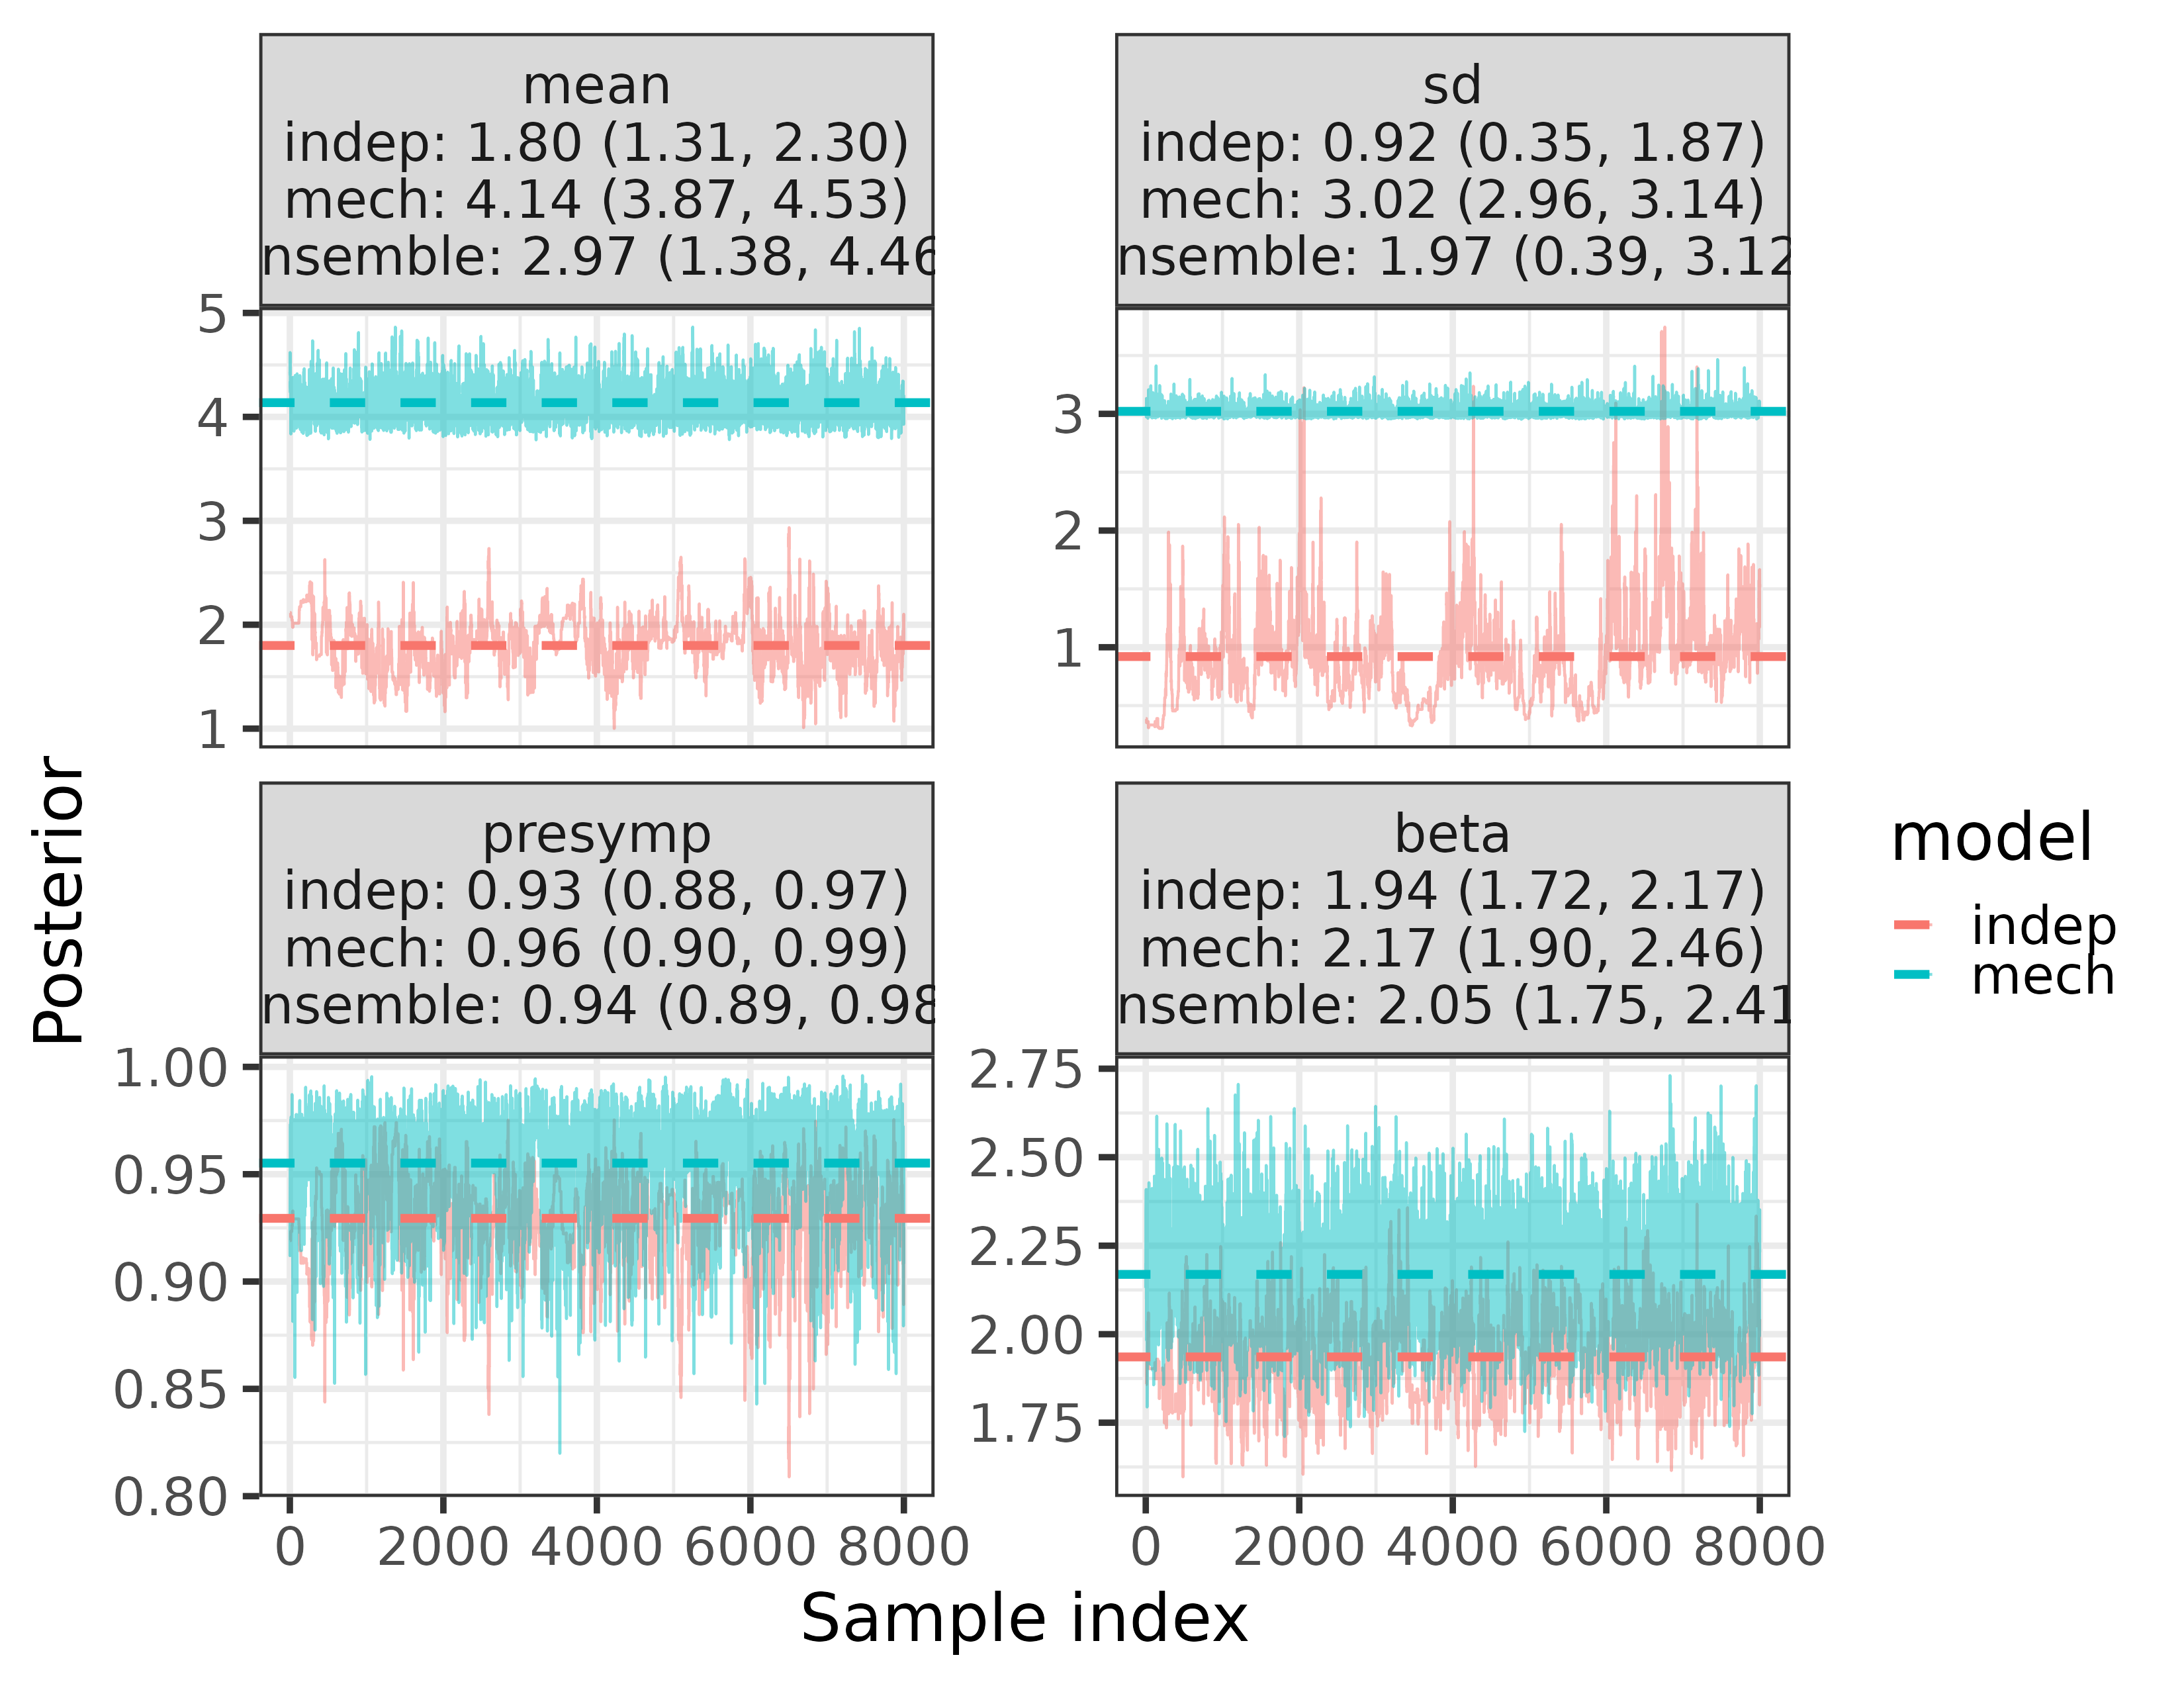 mean
indep: 1.80 (1.31, 2.30)
mech: 4.14 (3.87, 4.53)
nsemble: 2.97 (1.38, 4.46
sd
indep: 0.92 (0.35, 1.87)
mech: 3.02 (2.96, 3.14)
nsemble: 1.97 (0.39, 3.12
5
4
3
2
1
3
2
1
Posterior
presymp
indep: 0.93 (0.88, 0.97)
mech: 0.96 (0.90, 0.99)
nsemble: 0.94 (0.89, 0.98
beta
indep: 1.94 (1.72, 2.17)
mech: 2.17 (1.90, 2.46)
nsemble: 2.05 (1.75, 2.41
model
indep
mech
1.00
0.95
0.90
0.85
0.80
2.75
2.50
2.25
2.00
1.75
0 2000 4000 6000 8000
0 2000 4000 6000 8000
Sample index